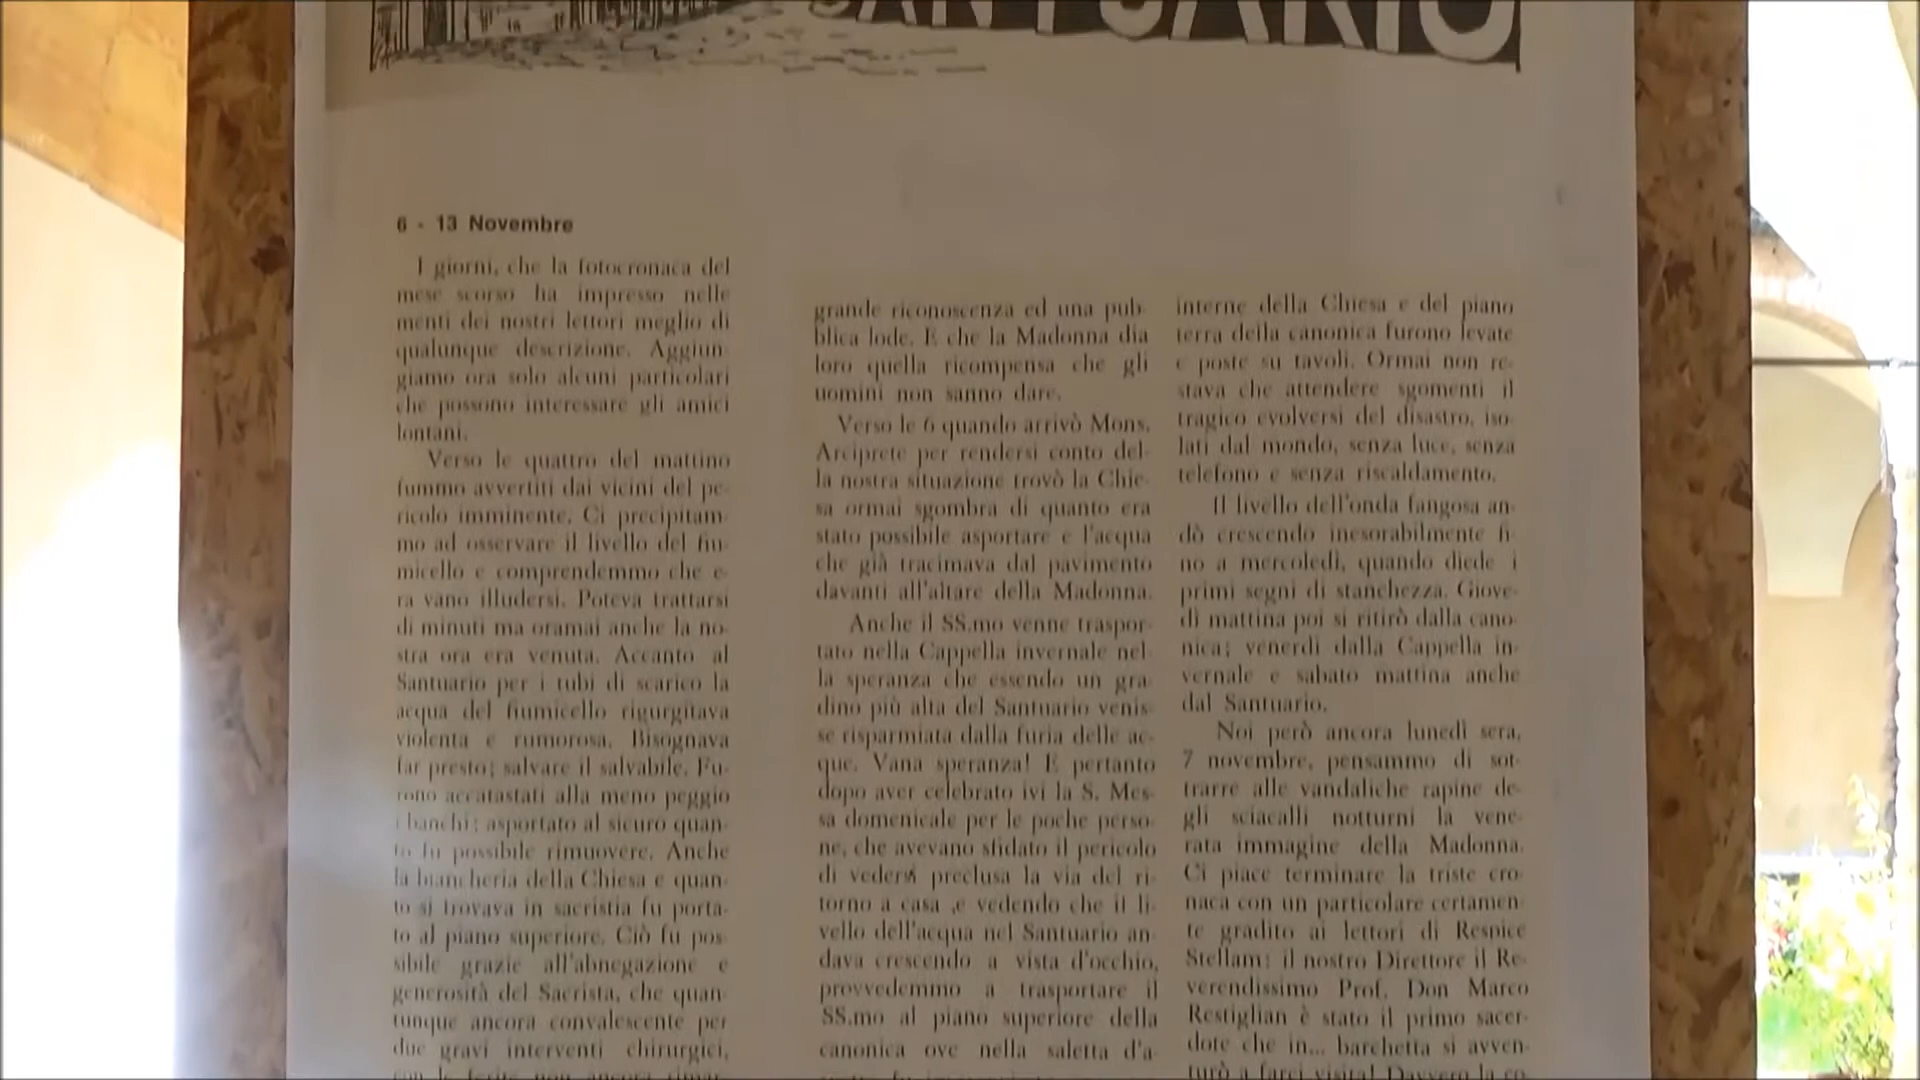 SANTUARIO
6 - 13 Novembre
I giorni, che la fotocronaca del
mese scorso ha impresso nelle
menti dei nostri lettori meglio di
qualunque descrizione. Aggiun-
giamo ora solo alcuni particolari
che possono interessare gli amici
lontani.
Verso le quattro del mattino
fummo avvertiti dai vicini del pe-
ricolo imminente. Ci precipitam-
mo ad osservare il livello del fiu-
micello e comprendemmo che e-
ra vano illudersi. Poteva trattarsi
di minuti ma oramai anche la no-
stra ora era venuta. Accanto al
Santuario per i tubi di scarico la
acqua del fiumicello rigurgitava
violenta e rumorosa. Bisognava
far presto; salvare il salvabile. Fu-
rono accatastati alla meno peggio
i banchi; asportato al sicuro quan-
to fu possibile rimuovere. Anche
la biancheria della Chiesa e quan-
to si trovava in sacristia fu porta-
to al piano superiore. Ciò fu pos-
sibile grazie all'abnegazione e
generosità del Sacrista, che quan-
tunque ancora convalescente per
due gravi interventi chirurgici,
con le ferite non ancora rimar-
grande riconoscenza ed una pub-
blica lode. E che la Madonna dia
loro quella ricompensa che gli
uomini non sanno dare.
Verso le 6 quando arrivò Mons.
Arciprete per rendersi conto del-
la nostra situazione trovò la Chie-
sa ormai sgombra di quanto era
stato possibile asportare e l'acqua
che già tracimava dal pavimento
davanti all'altare della Madonna.
Anche il SS.mo venne traspor-
tato nella Cappella invernale nel-
la speranza che essendo un gra-
dino più alta del Santuario venis-
se risparmiata dalla furia delle ac-
que. Vana speranza! E pertanto
dopo aver celebrato ivi la S. Mes-
sa domenicale per le poche perso-
ne, che avevano sfidato il pericolo
di vedersi preclusa la via del ri-
torno a casa ,e vedendo che il li-
vello dell'acqua nel Santuario an-
dava crescendo a vista d'occhio,
provvedemmo a trasportare il
SS.mo al piano superiore della
canonica ove nella saletta d'a-
interne della Chiesa e del piano
terra della canonica furono levate
e poste su tavoli. Ormai non re-
stava che attendere sgomenti il
tragico evolversi del disastro, iso-
lati dal mondo, senza luce, senza
telefono e senza riscaldamento.
Il livello dell'onda fangosa an-
dò crescendo inesorabilmente fi-
no a mercoledì, quando diede i
primi segni di stanchezza. Giove-
dì mattina poi si ritirò dalla cano-
nica; venerdì dalla Cappella in-
vernale e sabato mattina anche
dal Santuario.
Noi però ancora lunedì sera,
7 novembre, pensammo di sot-
trarre alle vandaliche rapine de-
gli sciacalli notturni la vene-
rata immagine della Madonna.
Ci piace terminare la triste cro-
naca con un particolare certamen-
te gradito ai lettori di Respice
Stellam: il nostro Direttore il Re-
verendissimo Prof. Don Marco
Restiglian è stato il primo sacer-
dote che in... barchetta si avven-
turò a farci visita! Davvero la co-